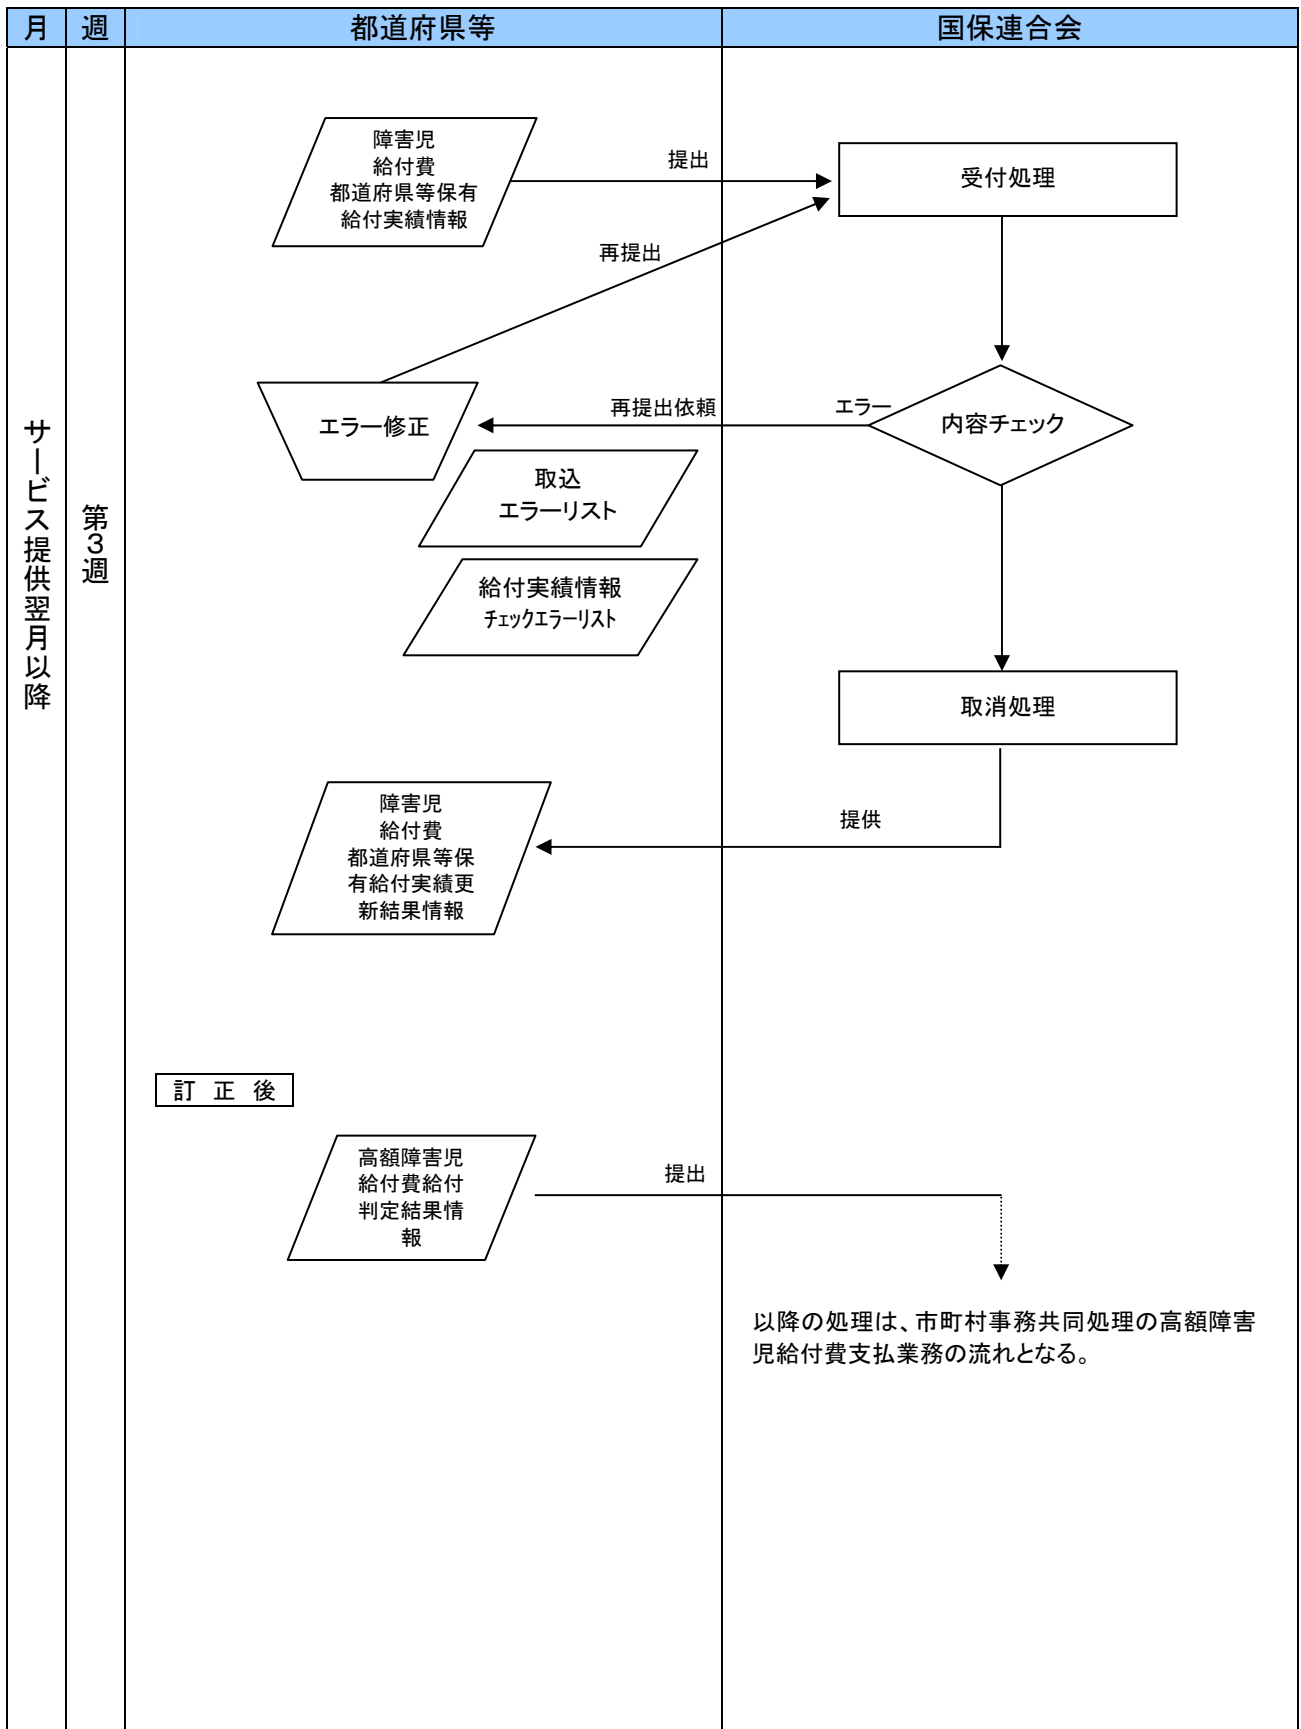 月
週
都道府県等
国保連合会
サービス提供翌月以降
第3週
障害児
給付費
都道府県等保有
給付実績情報
提出
受付処理
再提出
エラー修正
再提出依頼
エラー
内容チェック
取込
エラーリスト
給付実績情報
ﾁｪｯｸｴﾗｰﾘｽﾄ
取消処理
障害児
給付費
都道府県等保
有給付実績更
新結果情報
提供
訂 正 後
高額障害児
給付費給付
判定結果情
報
提出
以降の処理は、市町村事務共同処理の高額障害
児給付費支払業務の流れとなる。